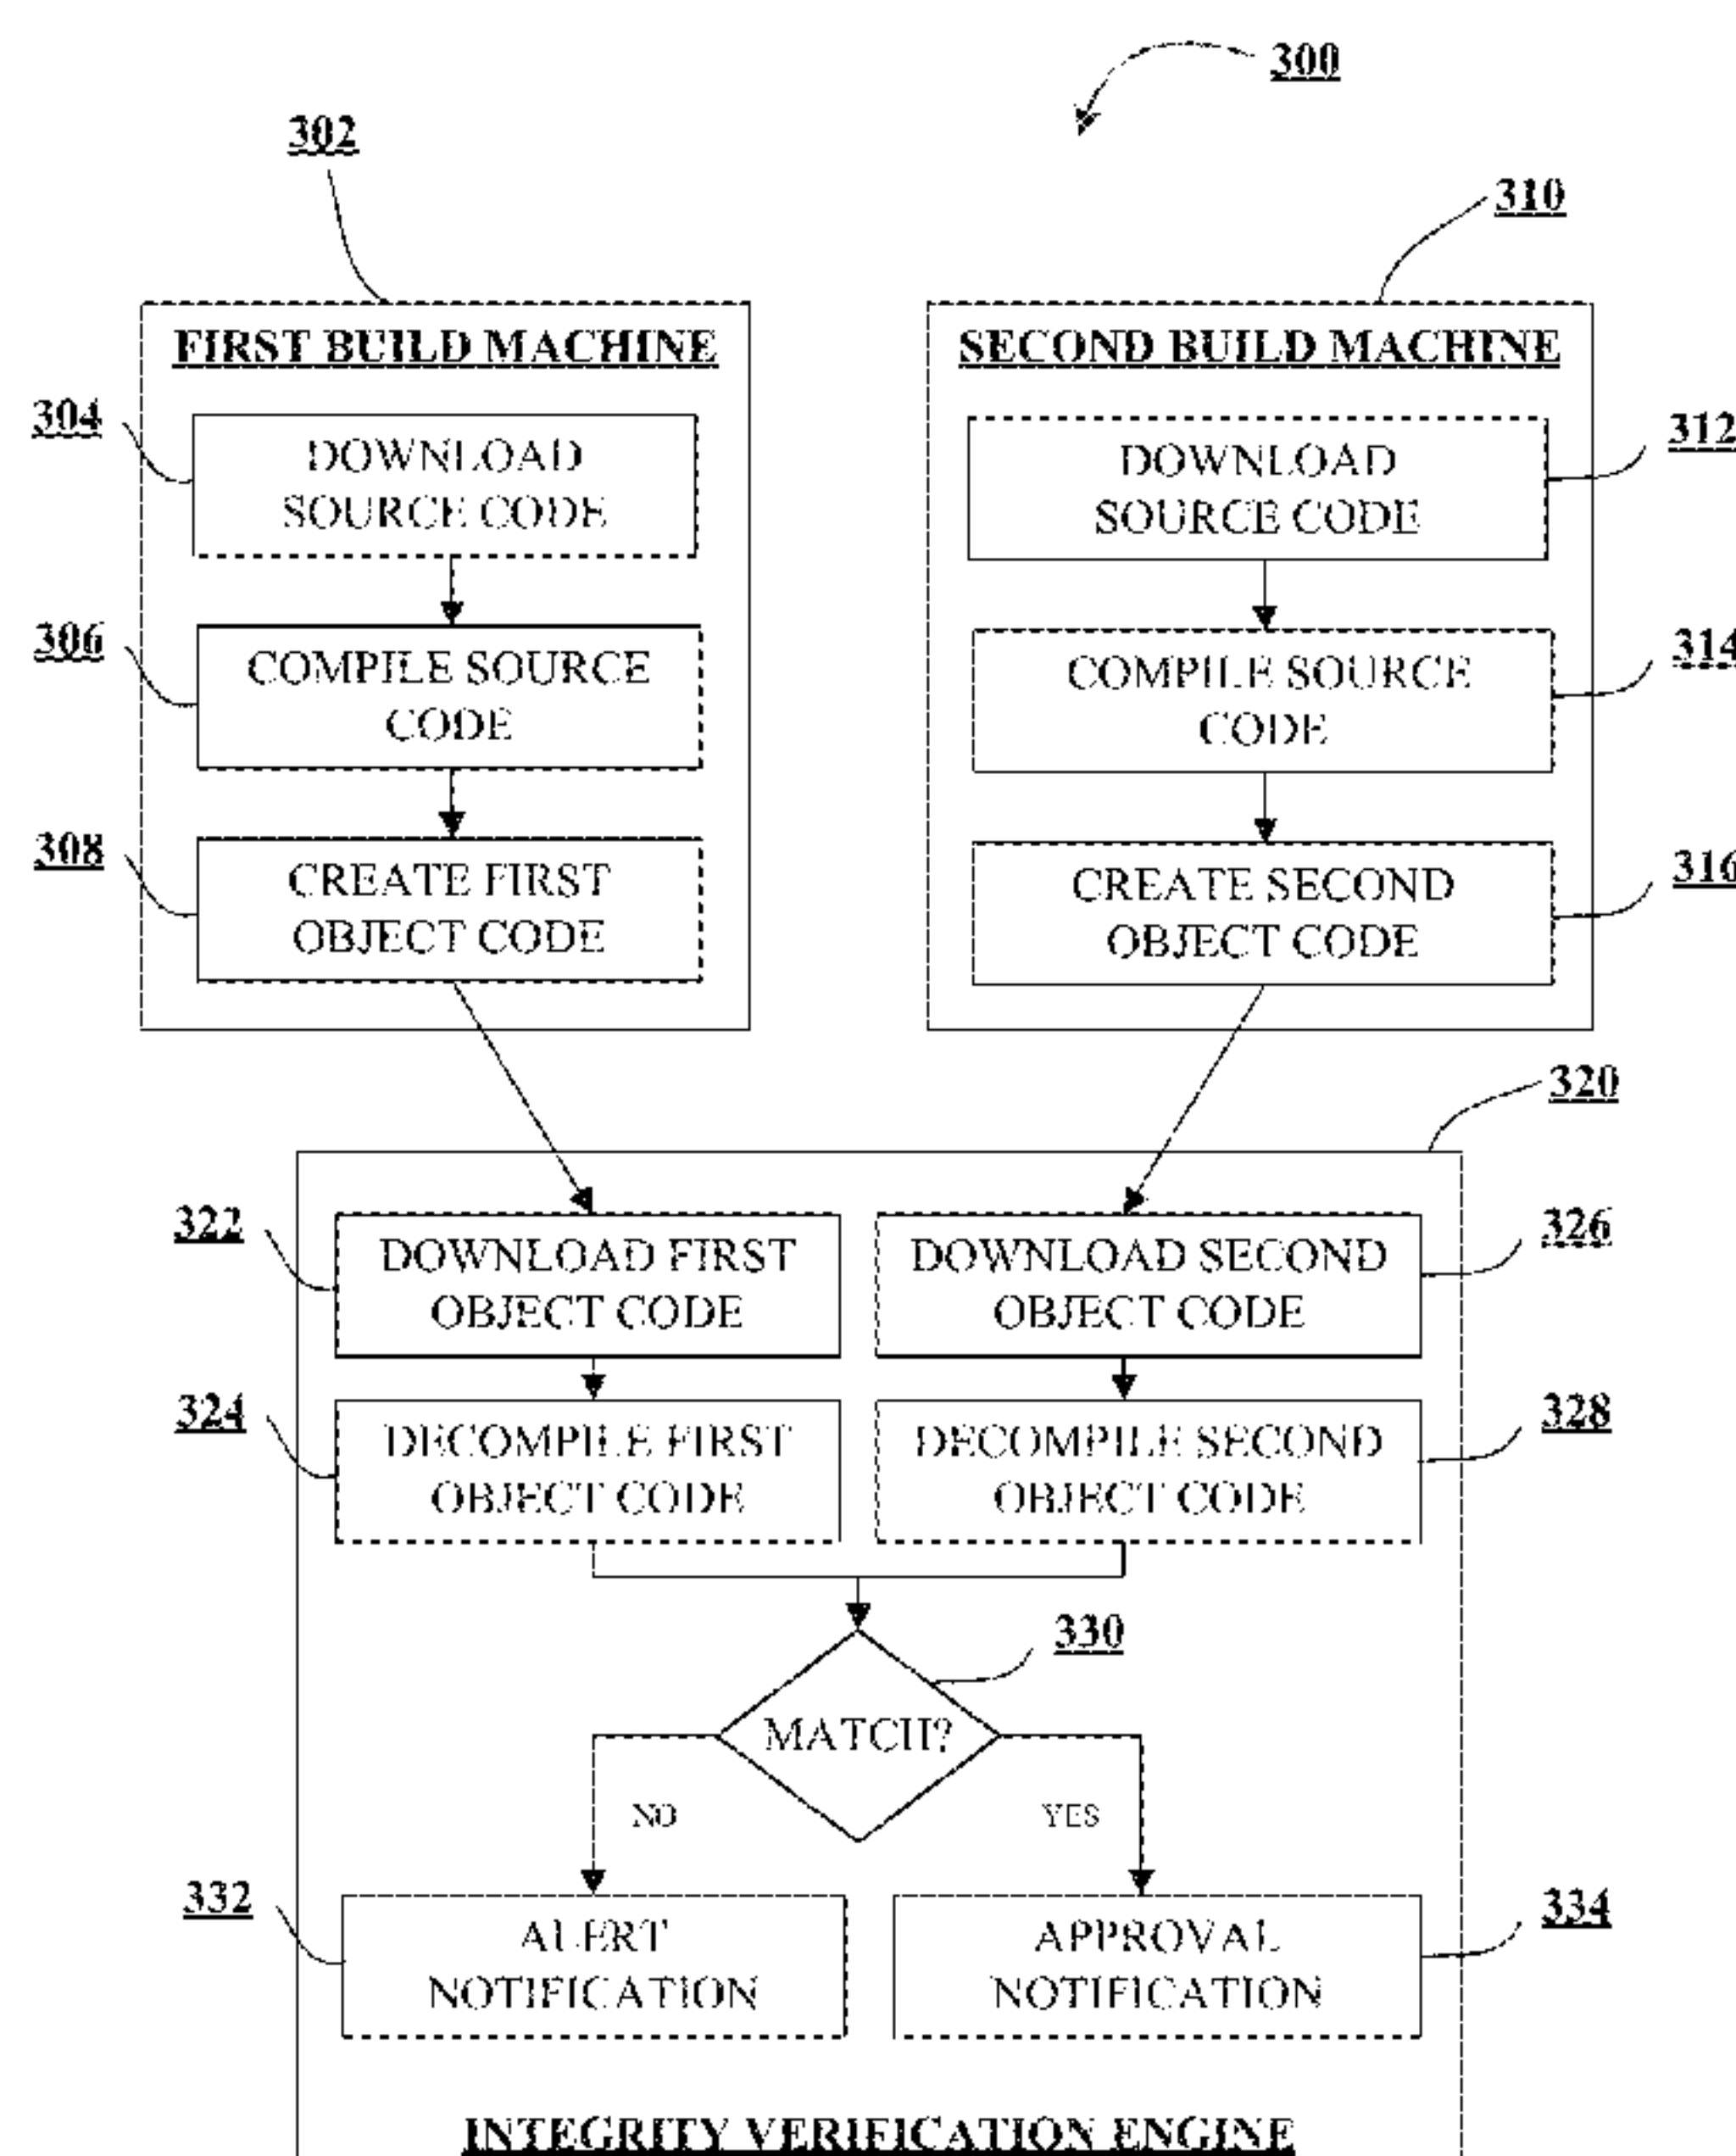 300
302
310
FIRST BUILD MACHINE
SECOND BUILD MACHINE
304
DOWNLOAD
SOURCE CODE
DOWNLOAD
SOURCE CODE
312
306
COMPILE SOURCE
CODE
COMPILE SOURCE
CODE
314
308
CREATE FIRST
OBJECT CODE
CREATE SECOND
OBJECT CODE
316
320
322
DOWNLOAD FIRST
OBJECT CODE
DOWNLOAD SECOND
OBJECT CODE
326
324
DECOMPILE FIRST
OBJECT CODE
DECOMPILE SECOND
OBJECT CODE
328
330
MATCH?
NO
YES
332
ALERT
NOTIFICATION
APPROVAL
NOTIFICATION
334
INTEGRITY VERIFICATION ENGINE